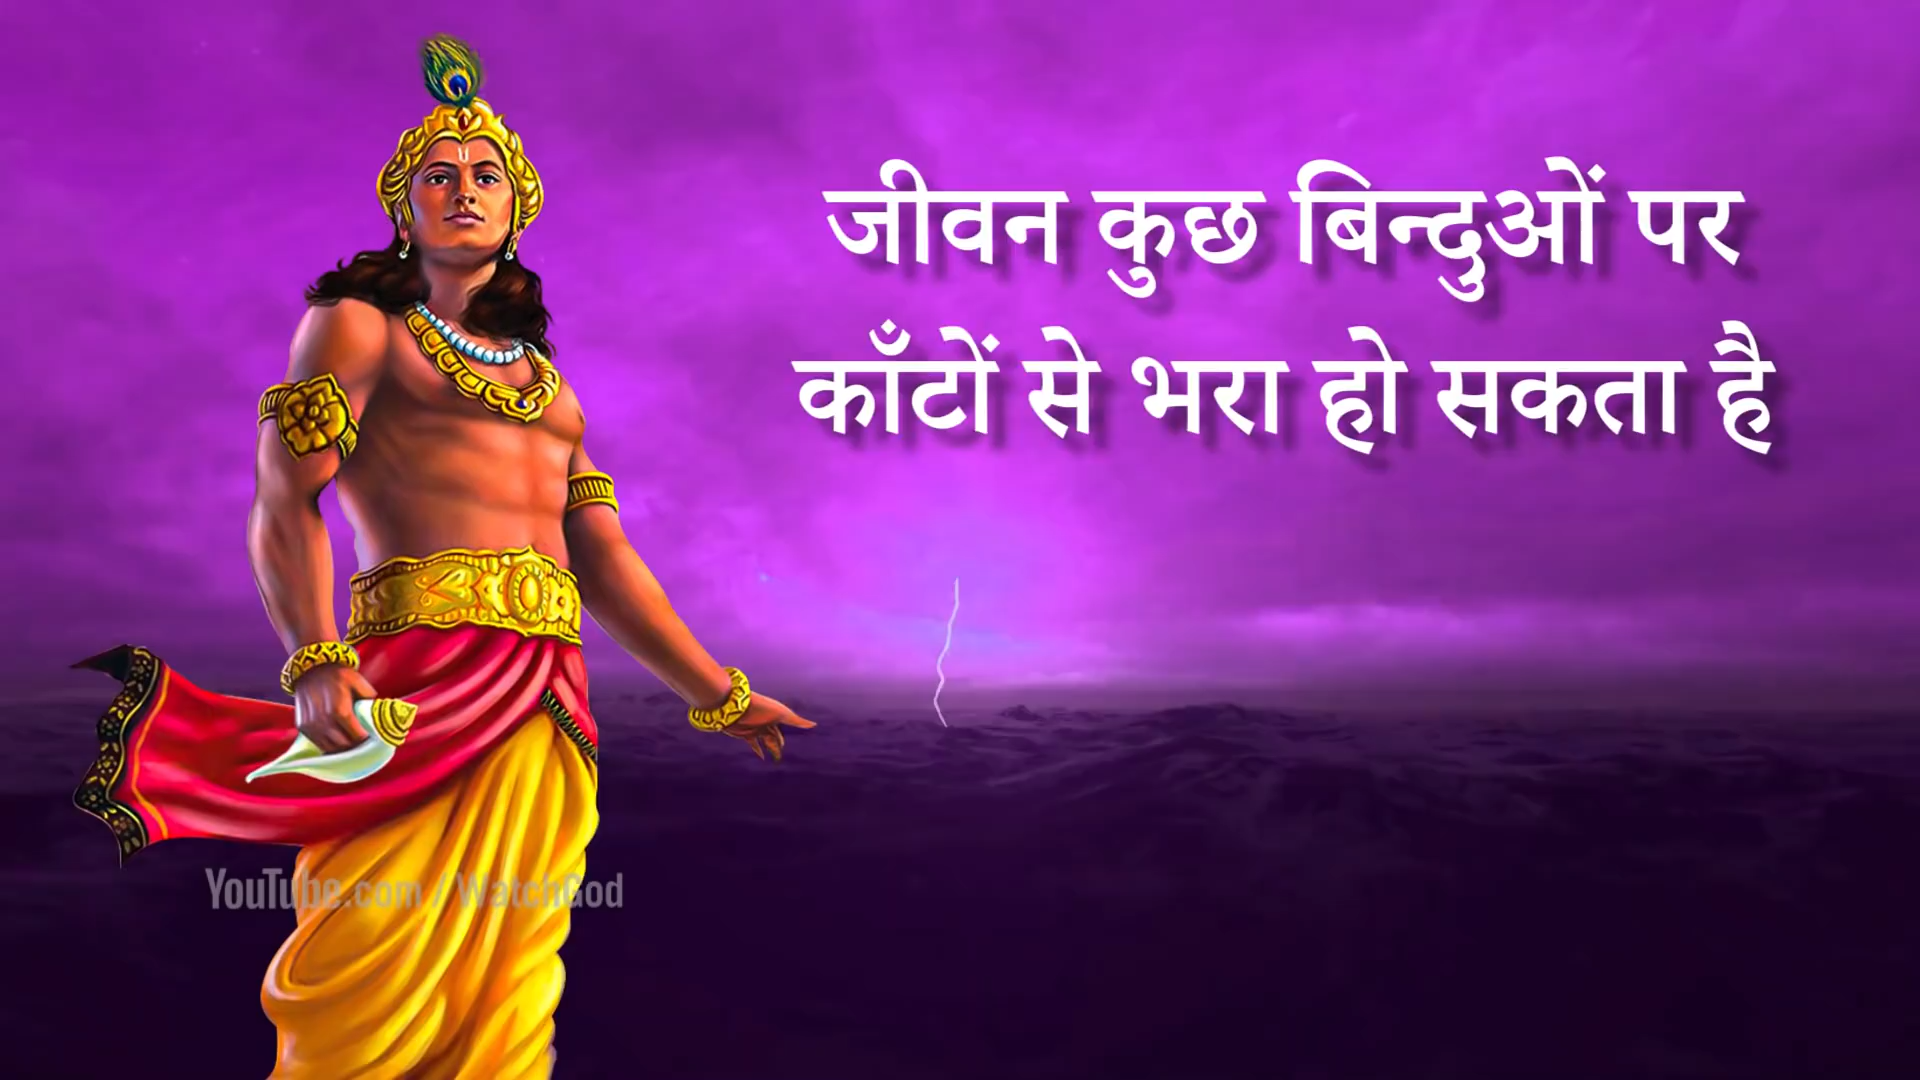 जीवन कुछ बिन्दुओं पर
काँटों से भरा हो सकता है
YouTube.com / WatchGod